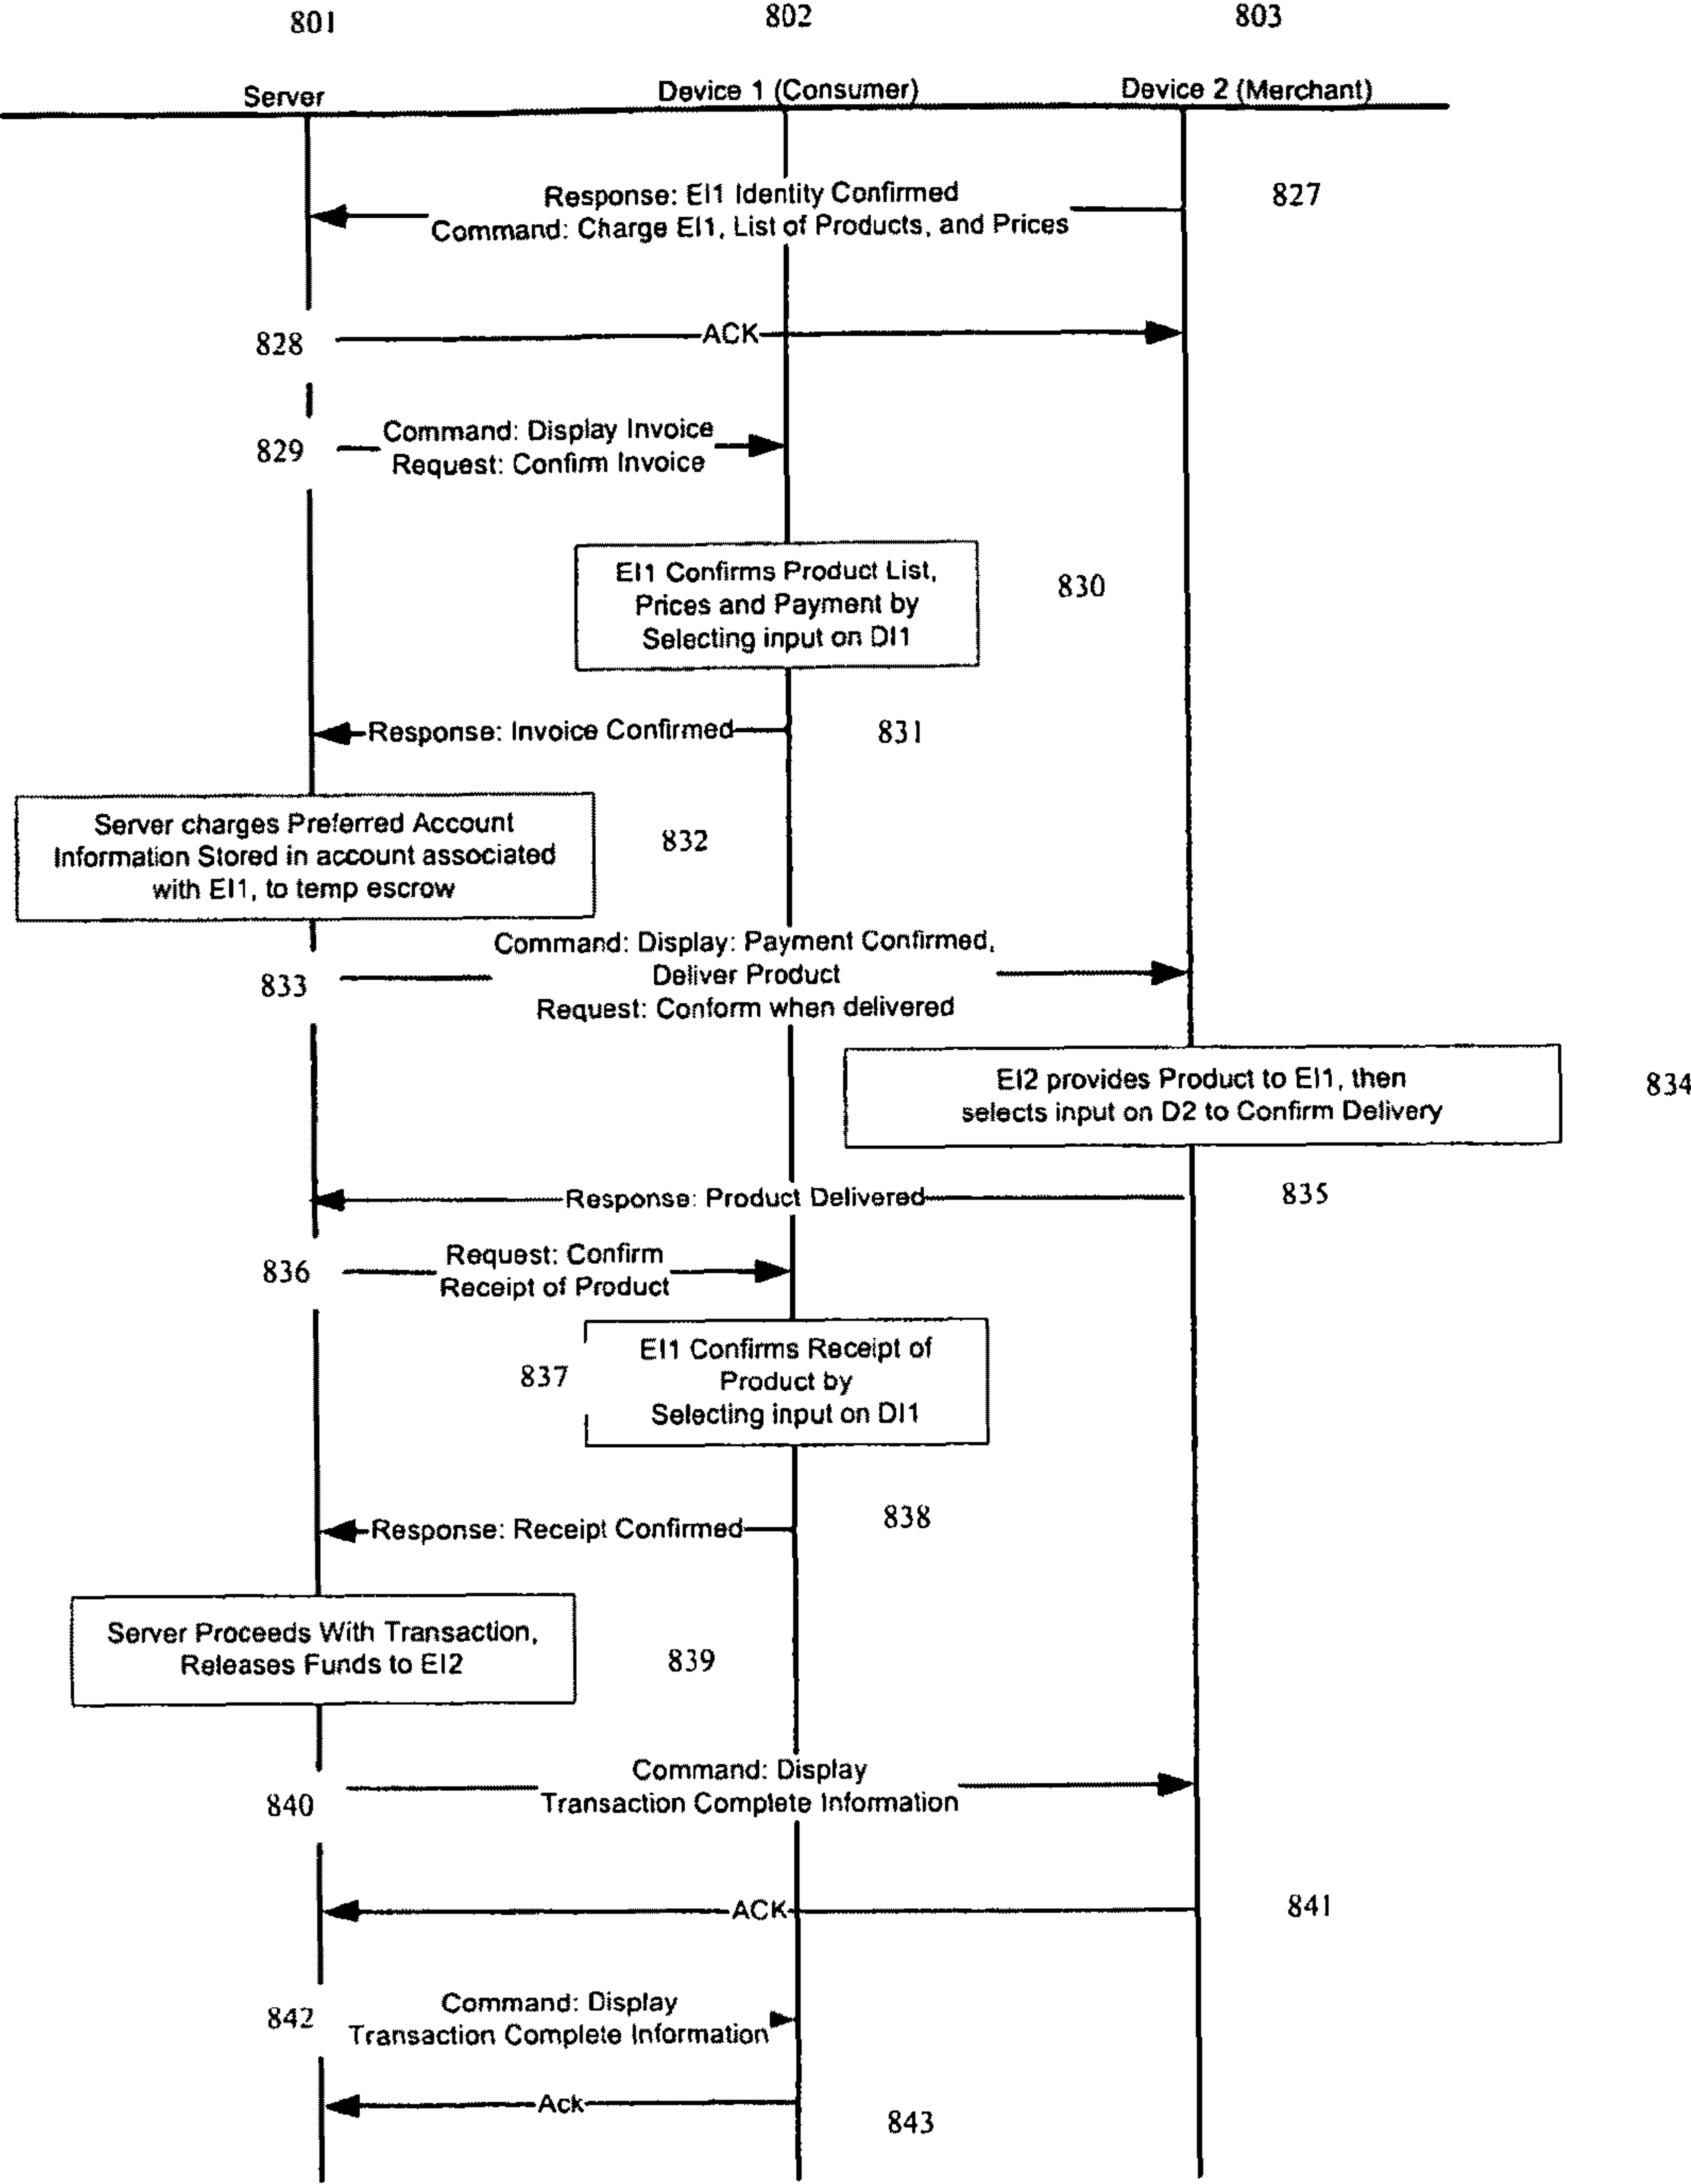 801 802 803
Server Device 1 (Consumer) Device 2 (Merchant)
Response: EI1 Identity Confirmed
Command: Charge EI1, List of Products, and Prices
827
828
ACK
829
Command: Display Invoice
Request: Confirm Invoice
EI1 Confirms Product List,
Prices and Payment by
Selecting input on DI1
830
Response: Invoice Confirmed
831
Server charges Preferred Account
Information Stored in account associated
with EI1, to temp escrow
832
833
Command: Display: Payment Confirmed,
Deliver Product
Request: Conform when delivered
EI2 provides Product to EI1, then
selects input on D2 to Confirm Delivery
834
Response: Product Delivered
835
836
Request: Confirm
Receipt of Product
837
EI1 Confirms Receipt of
Product by
Selecting input on DI1
Response: Receipt Confirmed
838
Server Proceeds With Transaction,
Releases Funds to EI2
839
840
Command: Display
Transaction Complete Information
ACK
841
842
Command: Display
Transaction Complete Information
Ack
843